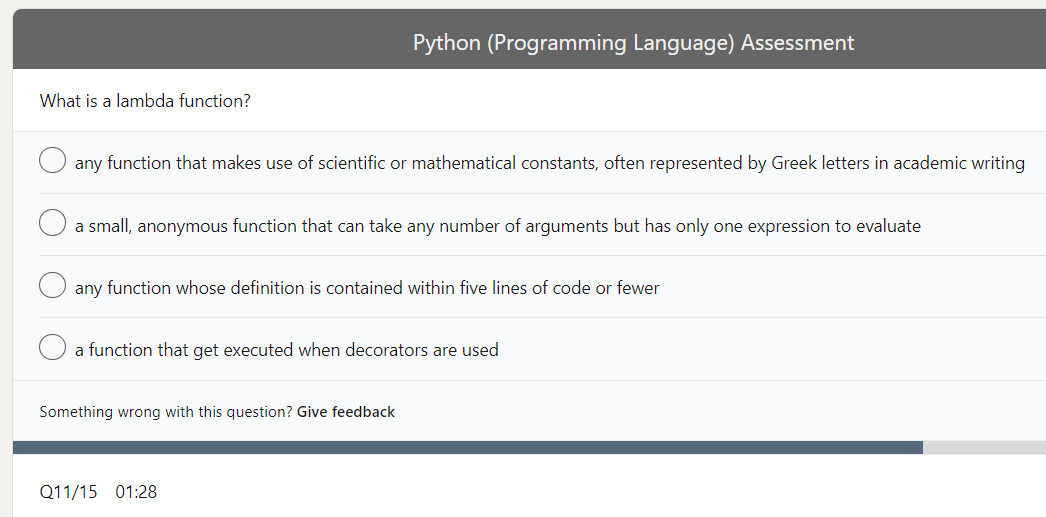 Python (Programming Language) Assessment
What is a lambda function?
any function that makes use of scientific or mathematical constants, often represented by Greek letters in academic writing
a small, anonymous function that can take any number of arguments but has only one expression to evaluate
any function whose definition is contained within five lines of code or fewer
a function that get executed when decorators are used
Something wrong with this question? Give feedback
Q11/15 01:28